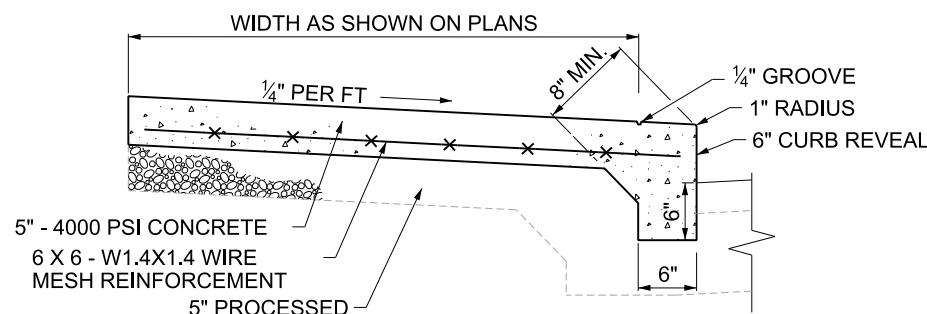 WIDTH AS SHOWN ON PLANS
8" MIN.
¼" PER FT
¼" GROOVE
1" RADIUS
6" CURB REVEAL
5" - 4000 PSI CONCRETE
6 X 6 - W1.4X1.4 WIRE
MESH REINFORCEMENT
5" PROCESSED
6"
6"